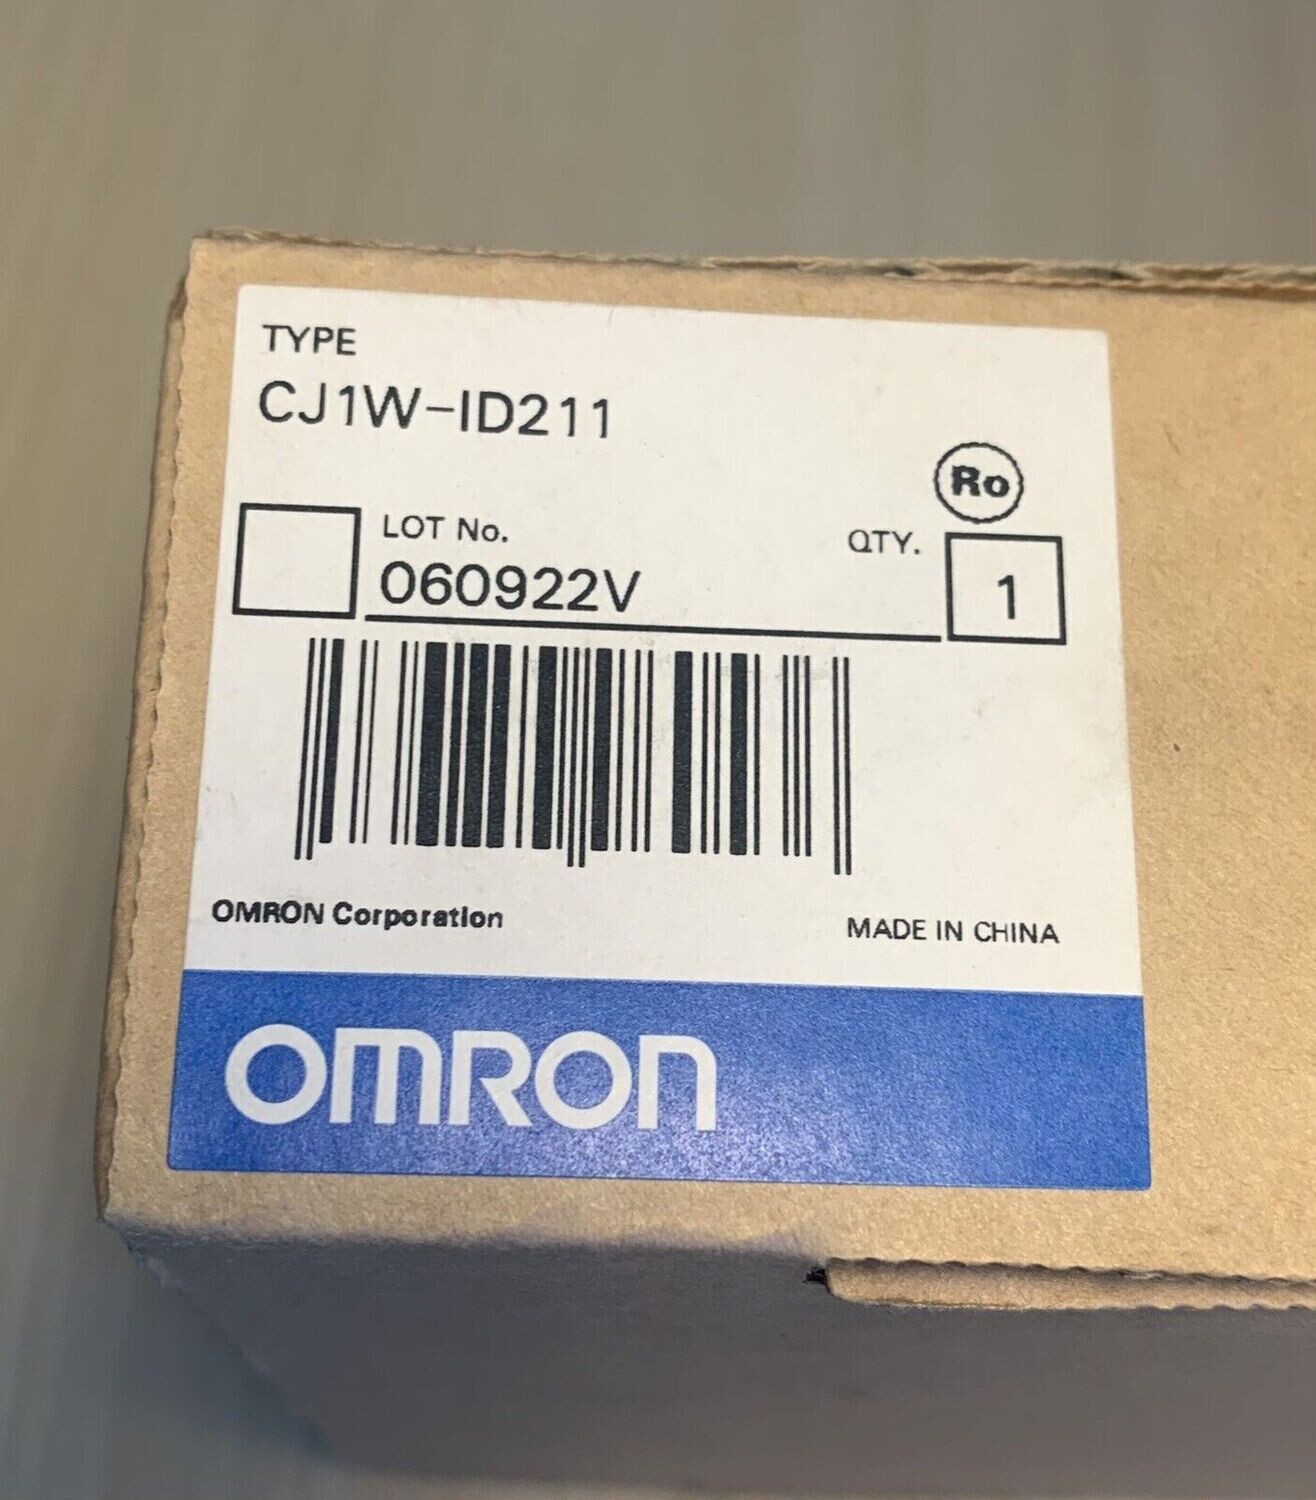 TYPE
CJ1W-ID211
Ro
LOT No.
QTY.
060922V
1
OMRON Corporation
MADE IN CHINA
OMRON